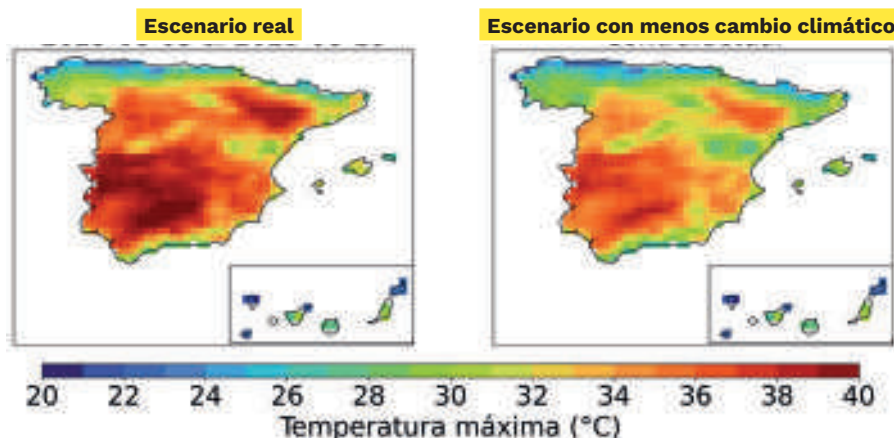 Escenario real
Escenario con menos cambio climático
20 22 24 26 28 30 32 34 36 38 40
Temperatura máxima (°C)